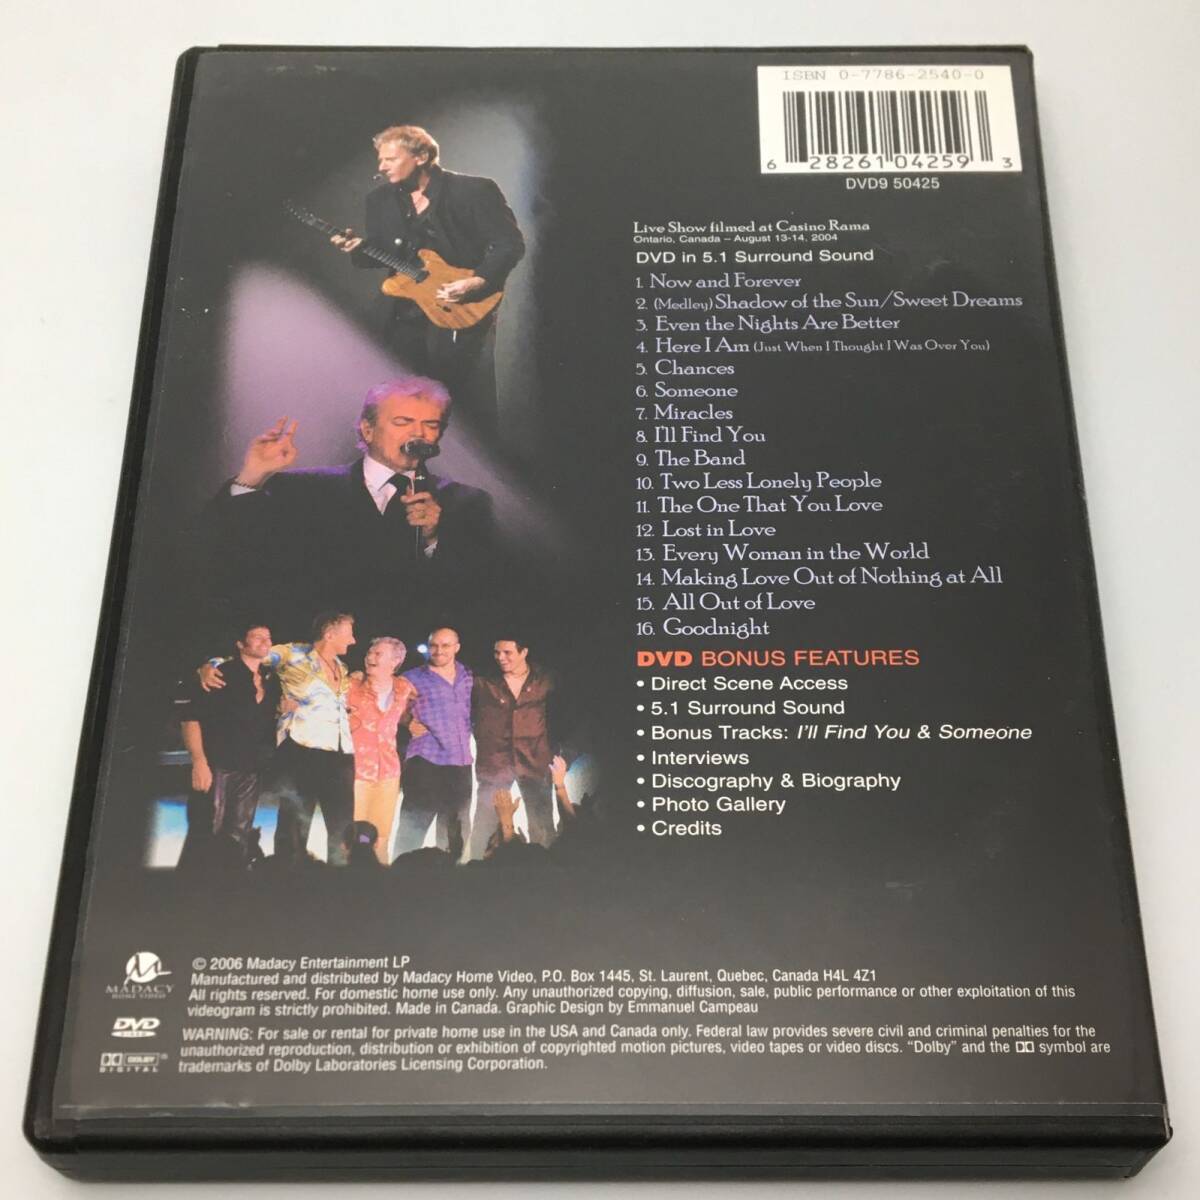 ISBN 0-7786-2540-0
6 28261 04259 3
DVD9 50425
Live Show filmed at Casino Rama
Ontario, Canada – August 13-14, 2004
DVD in 5.1 Surround Sound
1. Now and Forever
2. (Medley) Shadow of the Sun/Sweet Dreams
3. Even the Nights Are Better
4. Here I Am (Just When I Thought I Was Over You)
5. Chances
6. Someone
7. Miracles
8. I'll Find You
9. The Band
10. Two Less Lonely People
11. The One That You Love
12. Lost in Love
13. Every Woman in the World
14. Making Love Out of Nothing at All
15. All Out of Love
16. Goodnight
DVD BONUS FEATURES
• Direct Scene Access
• 5.1 Surround Sound
• Bonus Tracks: I'll Find You & Someone
• Interviews
• Discography & Biography
• Photo Gallery
• Credits
MADACY
HOME VIDEO
© 2006 Madacy Entertainment LP
Manufactured and distributed by Madacy Home Video, P.O. Box 1445, St. Laurent, Quebec, Canada H4L 4Z1
All rights reserved. For domestic home use only. Any unauthorized copying, diffusion, sale, public performance or other exploitation of this
videogram is strictly prohibited. Made in Canada. Graphic Design by Emmanuel Campeau
DVD
VIDEO
DOLBY
DIGITAL
WARNING: For sale or rental for private home use in the USA and Canada only. Federal law provides severe civil and criminal penalties for the
unauthorized reproduction, distribution or exhibition of copyrighted motion pictures, video tapes or video discs. "Dolby" and the symbol are
trademarks of Dolby Laboratories Licensing Corporation.